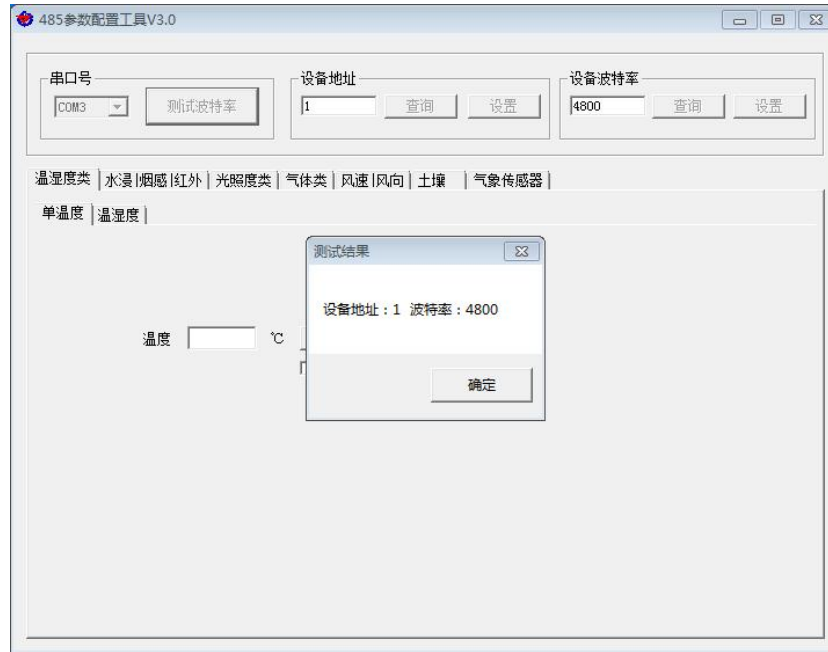 485参数配置工具V3.0
串口号
COM3 测试波特率
设备地址
1 查询 设置
设备波特率
4800 查询 设置
温湿度类 水浸|烟感|红外 光照度类 气体类 风速|风向 土壤 气象传感器
单温度 温湿度
温度 ℃
测试结果
设备地址：1 波特率：4800
确定